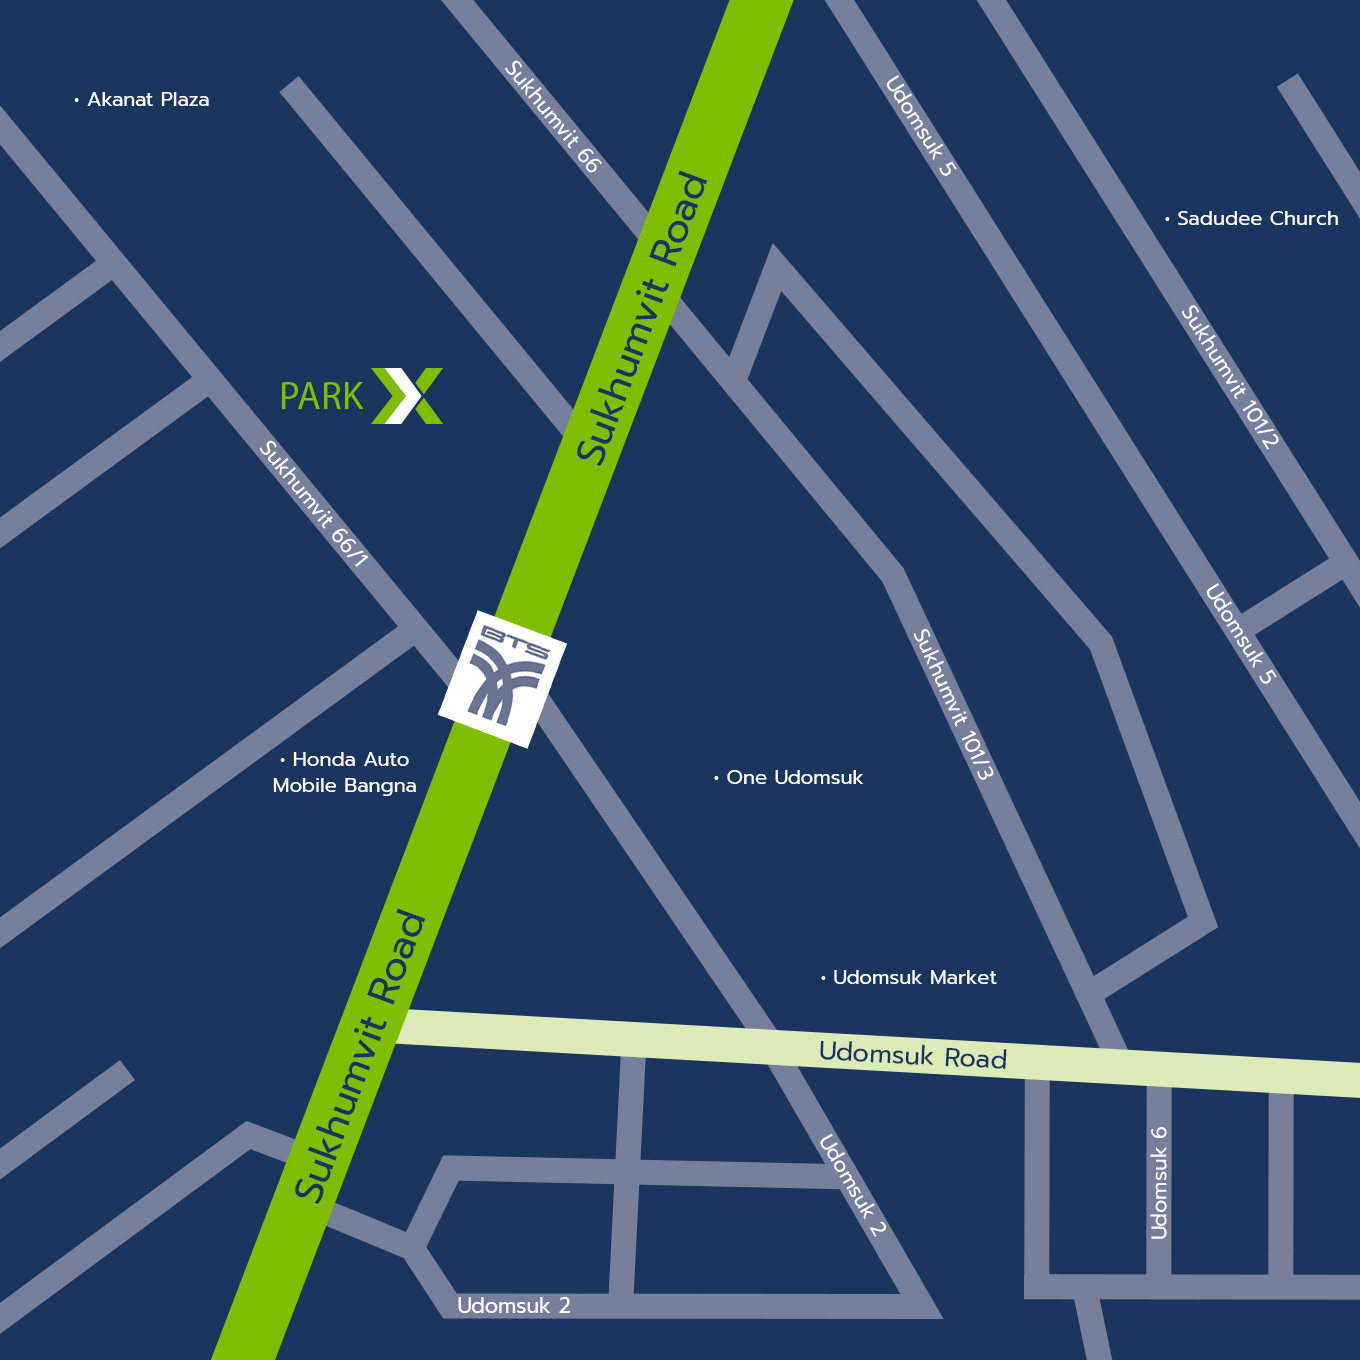 Sukhumvit 66
Udomsuk 5
• Akanat Plaza
Sukhumvit Road
• Sadudee Church
Sukhumvit 101/2
PARK X
Sukhumvit 66/1
Udomsuk 5
BTS
Sukhumvit 101/3
• Honda Auto
Mobile Bangna
• One Udomsuk
Sukhumvit Road
• Udomsuk Market
Udomsuk Road
Udomsuk 2
Udomsuk 6
Udomsuk 2